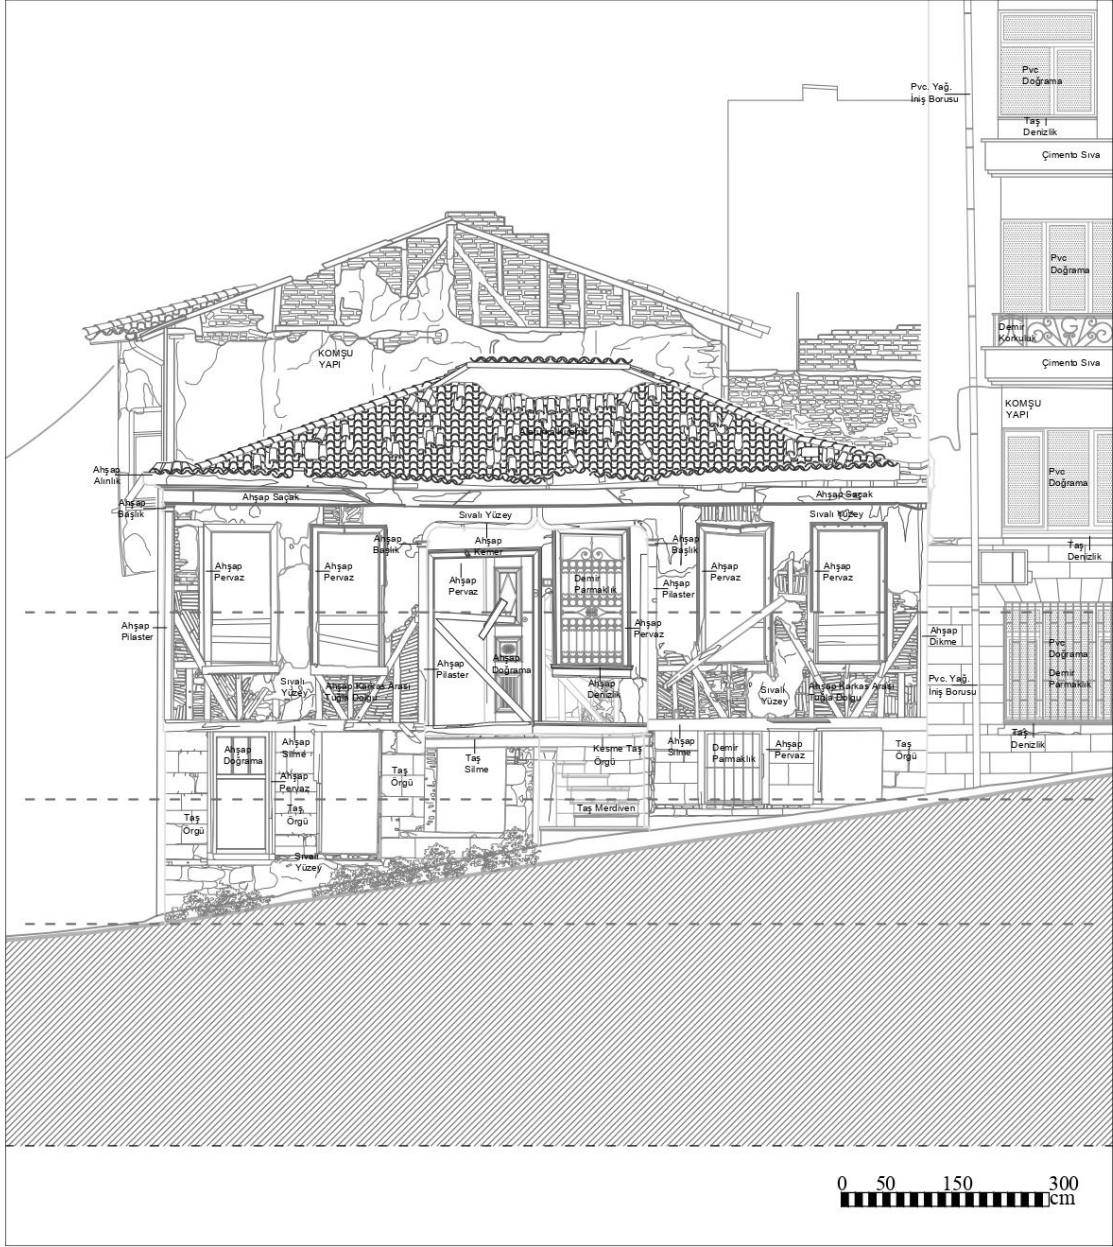 Pvc
Doğrama
Pvc. Yağ.
İniş Borusu
Taş
Denizlik
Çimento Sıva
Pvc
Doğrama
Demir
Korkuluk
Çimento Sıva
KOMŞU
YAPI
KOMŞU
YAPI
Alaturka Kiremit
Ahşap
Alınlık
Pvc
Doğrama
Ahşap Saçak
Ahşap Saçak
Ahşap
Başlık
Sıvalı Yüzey
Sıvalı Yüzey
Ahşap
Başlık
Ahşap
Kemer
Ahşap
Başlık
Taş
Denizlik
Ahşap
Pervaz
Ahşap
Pervaz
Ahşap
Pervaz
Demir
Parmaklık
Ahşap
Pilaster
Ahşap
Pervaz
Ahşap
Pervaz
Ahşap
Pilaster
Ahşap
Pervaz
Ahşap
Dikme
Pvc
Doğrama
Demir
Parmaklık
Ahşap
Pilaster
Ahşap
Doğrama
Sıvalı
Yüzey
Ahşap Karkas Arası
Tuğla Dolgu
Ahşap
Denizlik
Sıvalı
Yüzey
Ahşap Karkas Arası
Tuğla Dolgu
Pvc. Yağ.
İniş Borusu
Taş
Denizlik
Ahşap
Doğrama
Ahşap
Silme
Ahşap
Pervaz
Taş
Örgü
Taş
Silme
Kesme Taş
Örgü
Ahşap
Silme
Demir
Parmaklık
Ahşap
Pervaz
Taş
Örgü
Taş
Örgü
Taş
Örgü
Taş Merdiven
Sıvalı
Yüzey
0 50 150 300
cm